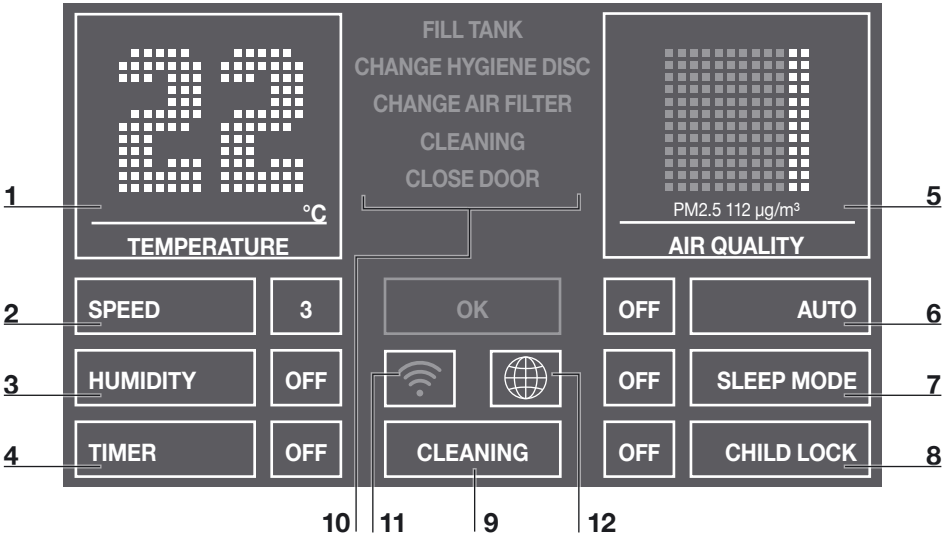 22
°C
TEMPERATURE
FILL TANK
CHANGE HYGIENE DISC
CHANGE AIR FILTER
CLEANING
CLOSE DOOR
PM2.5 112 µg/m³
AIR QUALITY
1
5
SPEED 3 OK OFF AUTO
2
6
HUMIDITY OFF OFF SLEEP MODE
3
7
TIMER OFF CLEANING OFF CHILD LOCK
4
8
10 11 9 12